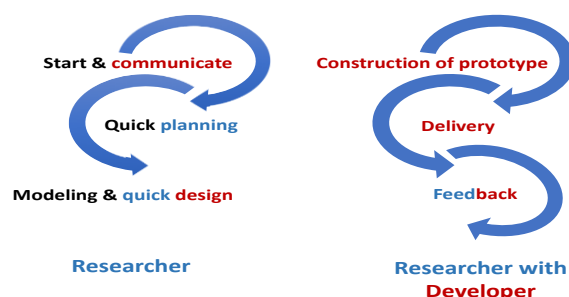 Start & communicate
Quick planning
Modeling & quick design
Researcher
Construction of prototype
Delivery
Feedback
Researcher with
Developer